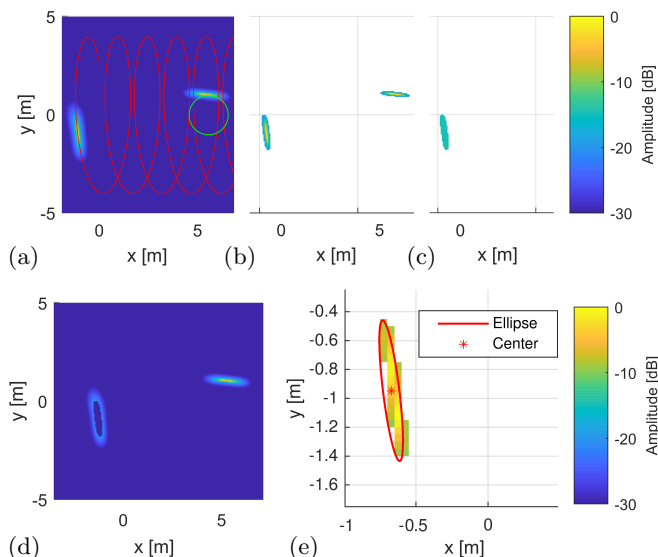 5
0
-5
y [m]
0
5
x [m]
(a)
0
5
x [m]
(b)
0
x [m]
(c)
0
-10
-20
-30
Amplitude [dB]
5
0
-5
y [m]
0
5
x [m]
(d)
-0.4
-0.6
-0.8
-1
-1.2
-1.4
-1.6
y [m]
Ellipse
Center
-1
-0.5
0
x [m]
(e)
0
-10
-20
-30
Amplitude [dB]